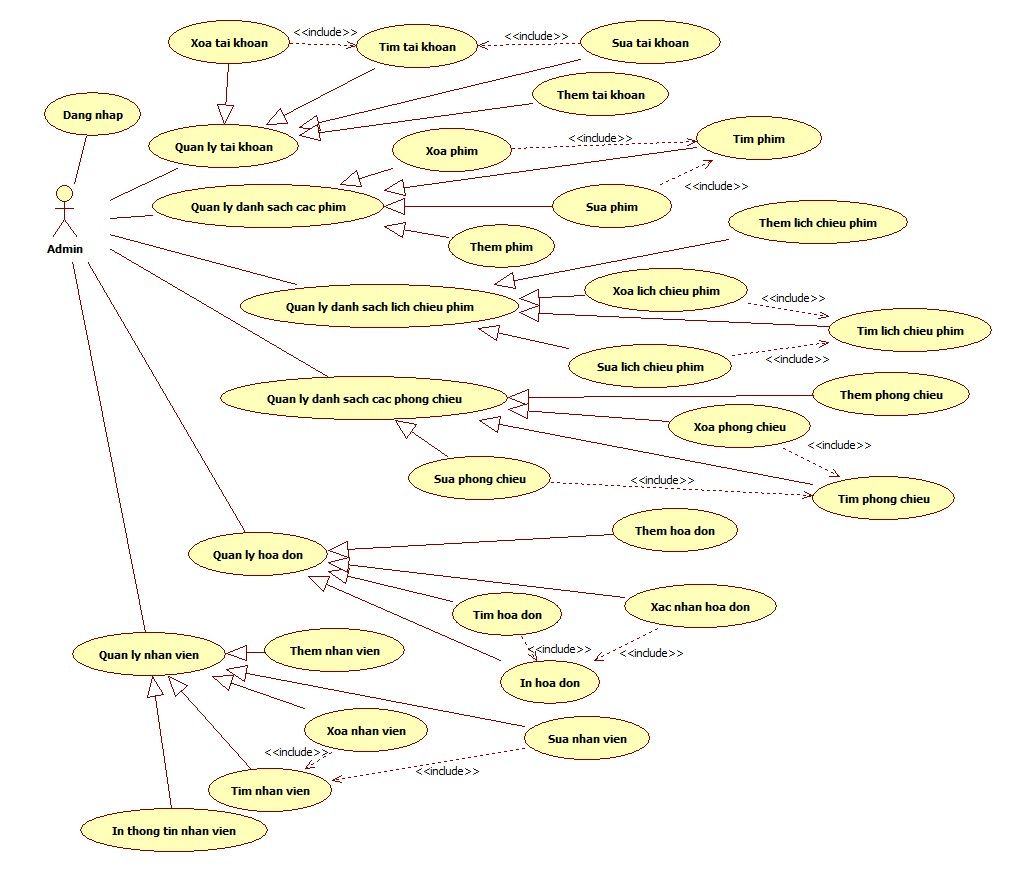 Xoa tai khoan
<<include>>
Tim tai khoan
<<include>>
Sua tai khoan
Them tai khoan
Dang nhap
Quan ly tai khoan
Xoa phim
<<include>>
Tim phim
<<include>>
Quan ly danh sach cac phim
Sua phim
Them lich chieu phim
Admin
Them phim
Xoa lich chieu phim
<<include>>
Quan ly danh sach lich chieu phim
Tim lich chieu phim
<<include>>
Sua lich chieu phim
Quan ly danh sach cac phong chieu
Them phong chieu
Xoa phong chieu
<<include>>
Sua phong chieu
<<include>>
Tim phong chieu
Them hoa don
Quan ly hoa don
Tim hoa don
Xac nhan hoa don
<<include>>
<<include>>
Quan ly nhan vien
Them nhan vien
In hoa don
Xoa nhan vien
Sua nhan vien
<<include>>
<<include>>
Tim nhan vien
In thong tin nhan vien